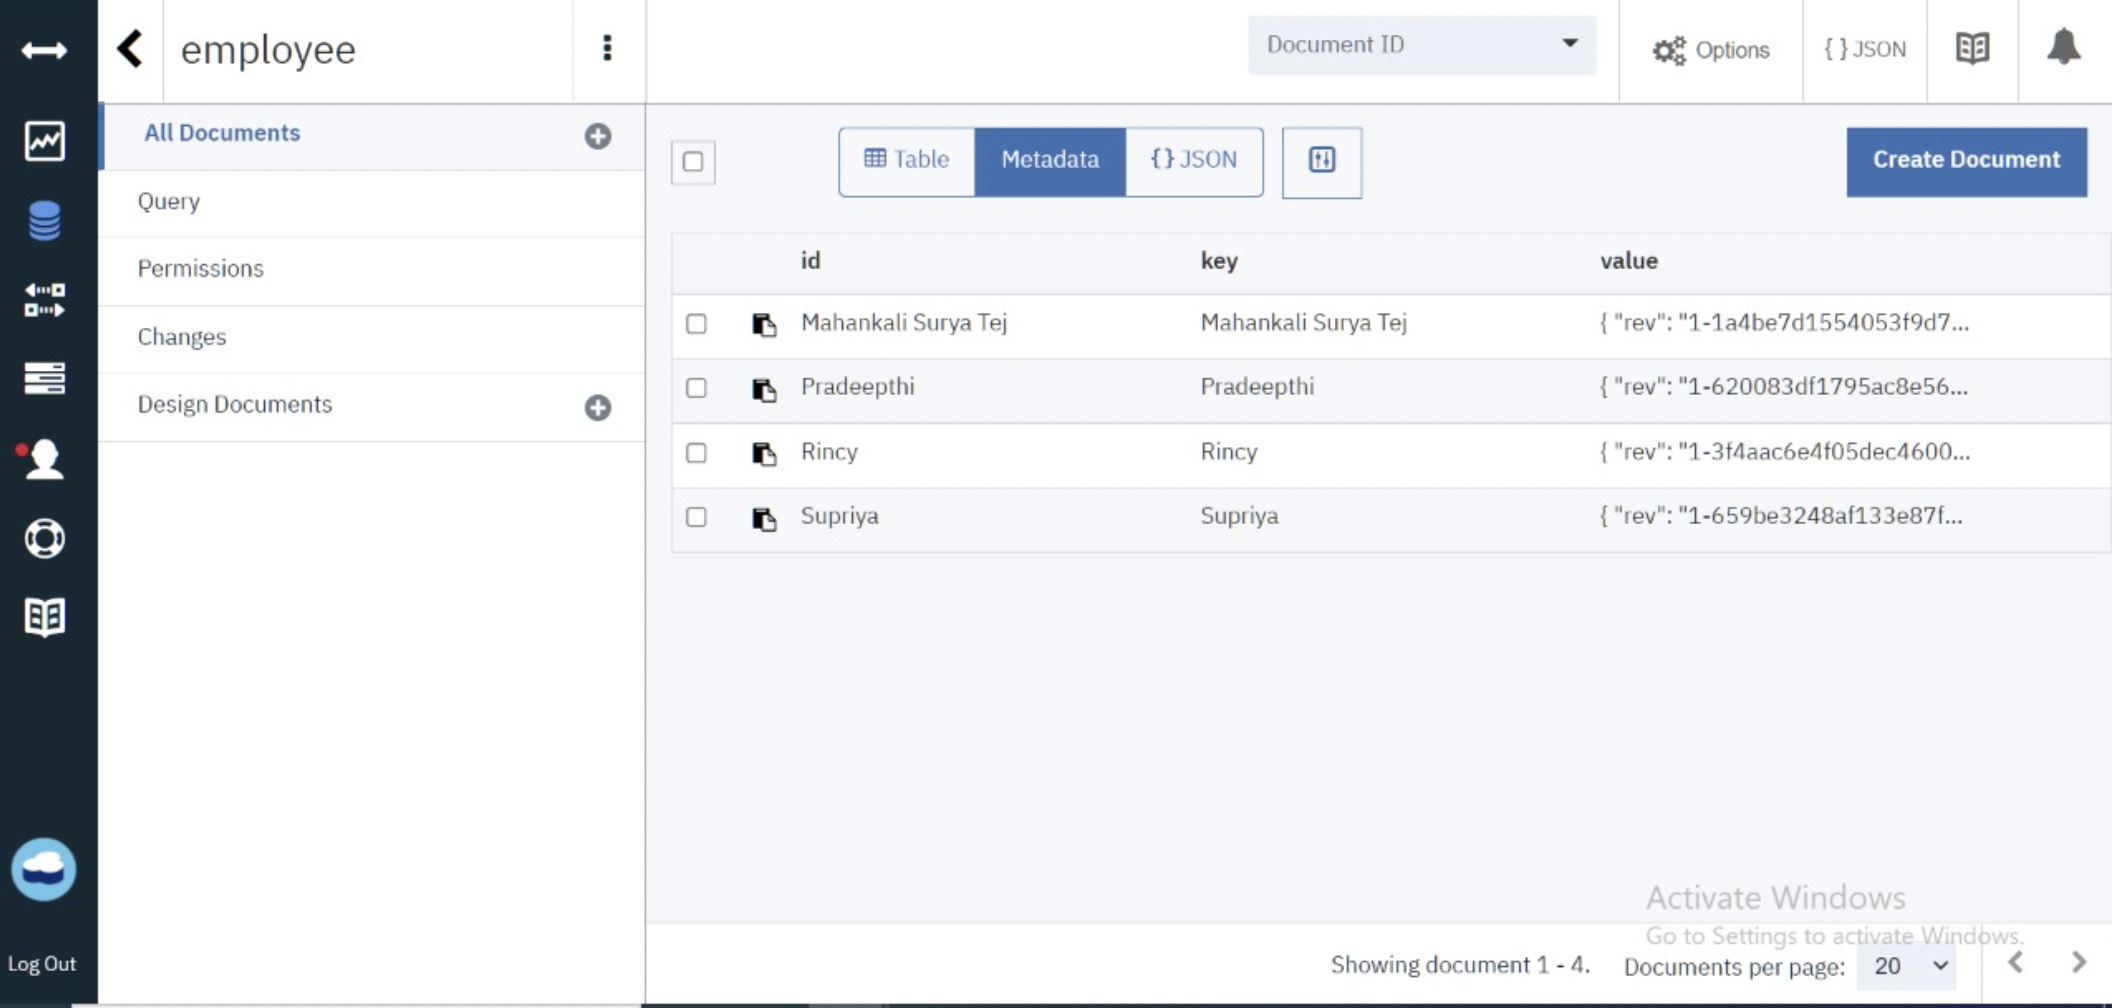 employee
Document ID
Options
{ } JSON
All Documents
Query
Permissions
Changes
Design Documents
Table
Metadata
{} JSON
Create Document
id key value
Mahankali Surya Tej Mahankali Surya Tej { "rev": "1-1a4be7d1554053f9d7...
Pradeepthi Pradeepthi { "rev": "1-620083df1795ac8e56...
Rincy Rincy { "rev": "1-3f4aac6e4f05dec4600...
Supriya Supriya { "rev": "1-659be3248af133e87f...
Activate Windows
Go to Settings to activate Windows.
Showing document 1 - 4.
Documents per page: 20
Log Out